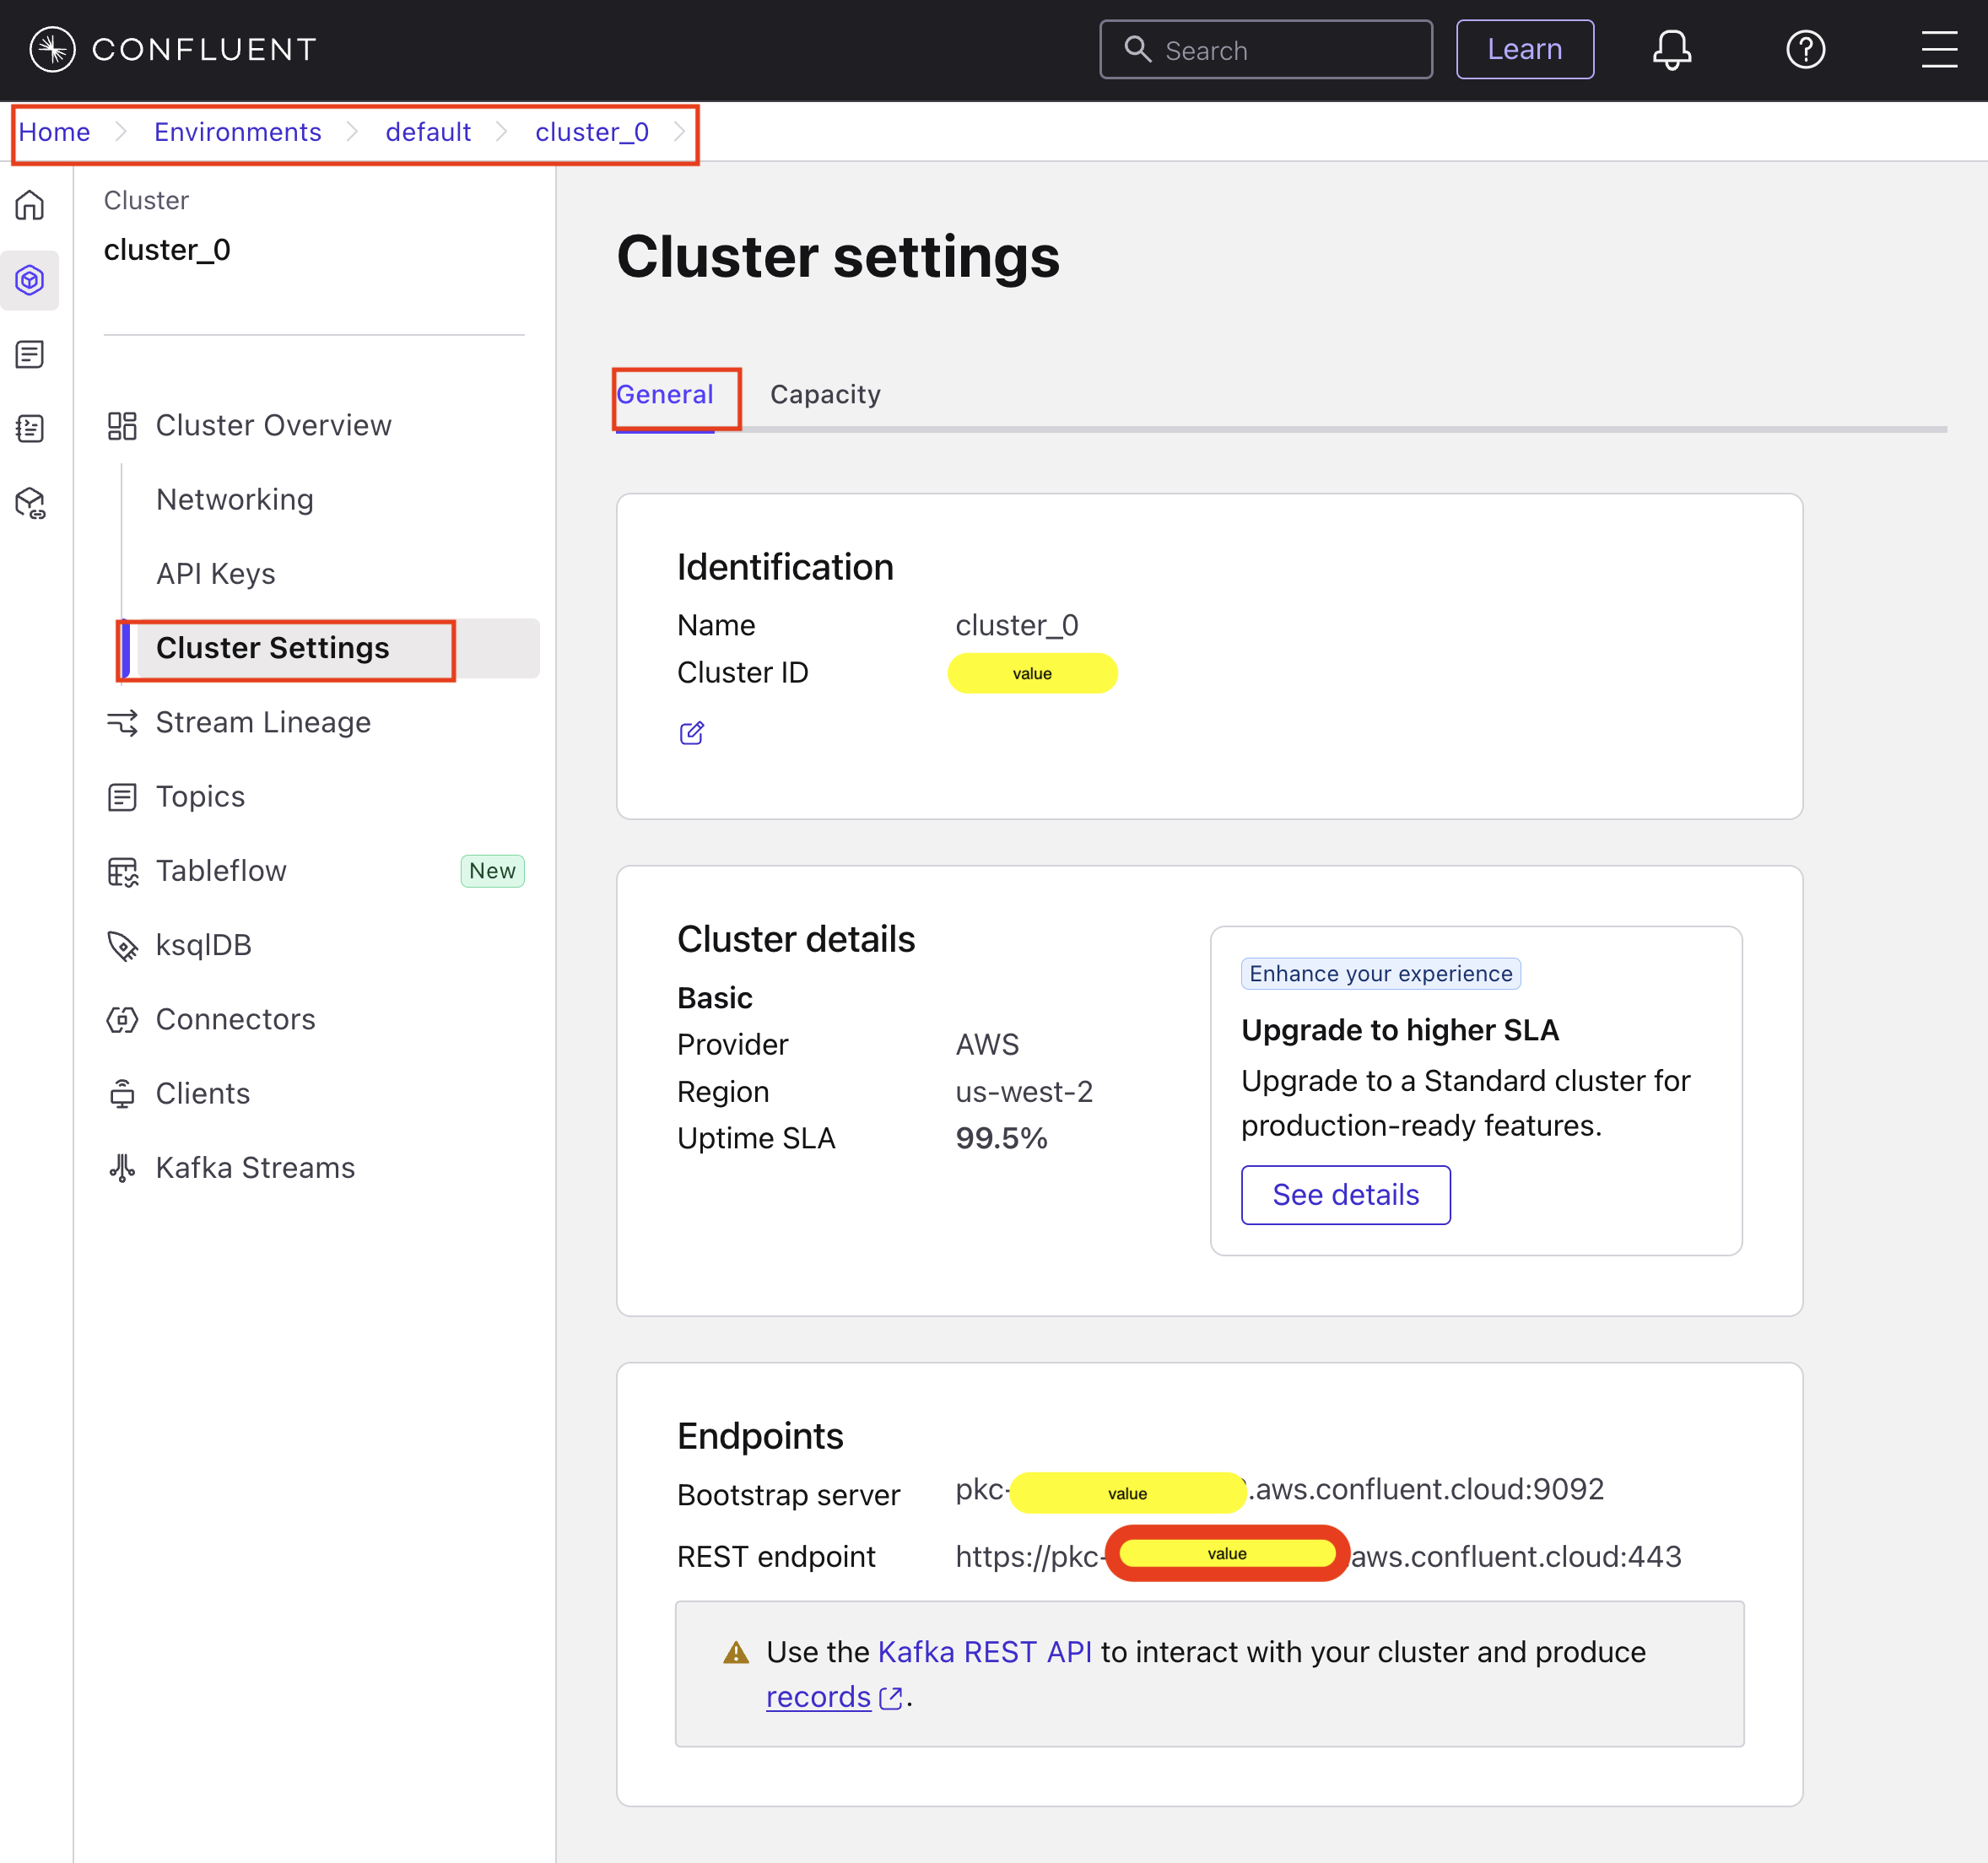 CONFLUENT
Search
Learn
Home
Environments
default
cluster_0
Cluster
cluster_0
Cluster Overview
Networking
API Keys
Cluster Settings
Stream Lineage
Topics
Tableflow
New
ksqlDB
Connectors
Clients
Kafka Streams
Cluster settings
General
Capacity
Identification
Name
cluster_0
Cluster ID
value
Cluster details
Basic
Provider
AWS
Region
us-west-2
Uptime SLA
99.5%
Enhance your experience
Upgrade to higher SLA
Upgrade to a Standard cluster for
production-ready features.
See details
Endpoints
Bootstrap server
pkc- value .aws.confluent.cloud:9092
REST endpoint
https://pkc- value aws.confluent.cloud:443
Use the Kafka REST API to interact with your cluster and produce
records.